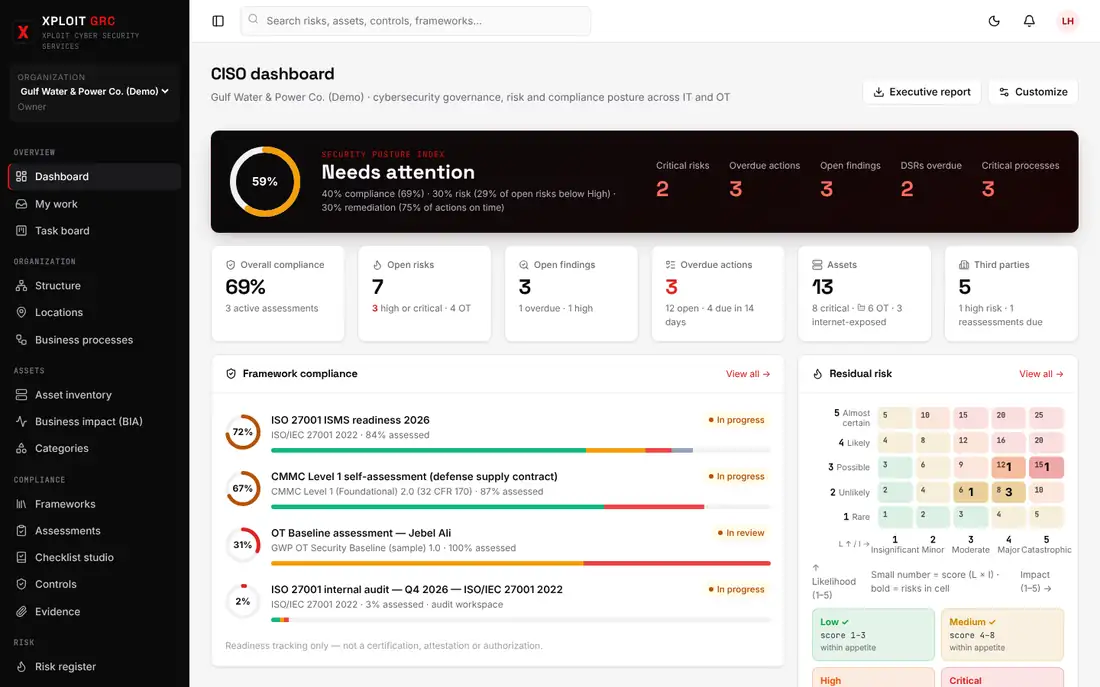 X
XPLOIT GRC
XPLOIT CYBER SECURITY
SERVICES
ORGANIZATION
Gulf Water & Power Co. (Demo)
Owner
OVERVIEW
Dashboard
My work
Task board
ORGANIZATION
Structure
Locations
Business processes
ASSETS
Asset inventory
Business impact (BIA)
Categories
COMPLIANCE
Frameworks
Assessments
Checklist studio
Controls
Evidence
RISK
Risk register
Search risks, assets, controls, frameworks...
LH
CISO dashboard
Gulf Water & Power Co. (Demo) · cybersecurity governance, risk and compliance posture across IT and OT
Executive report
Customize
59%
SECURITY POSTURE INDEX
Needs attention
40% compliance (69%) · 30% risk (29% of open risks below High) ·
30% remediation (75% of actions on time)
Critical risks
2
Overdue actions
3
Open findings
3
DSRs overdue
2
Critical processes
3
Overall compliance
69%
3 active assessments
Open risks
7
3 high or critical · 4 OT
Open findings
3
1 overdue · 1 high
Overdue actions
3
12 open · 4 due in 14
days
Assets
13
8 critical · 6 OT · 3
internet-exposed
Third parties
5
1 high risk · 1
reassessments due
Framework compliance
View all →
72%
ISO 27001 ISMS readiness 2026
ISO/IEC 27001 2022 · 84% assessed
In progress
67%
CMMC Level 1 self-assessment (defense supply contract)
CMMC Level 1 (Foundational) 2.0 (32 CFR 170) · 87% assessed
In progress
31%
OT Baseline assessment — Jebel Ali
GWP OT Security Baseline (sample) 1.0 · 100% assessed
In review
2%
ISO 27001 internal audit — Q4 2026 — ISO/IEC 27001 2022
ISO/IEC 27001 2022 · 3% assessed · audit workspace
In progress
Readiness tracking only — not a certification, attestation or authorization.
Residual risk
View all →
5 Almost certain 5 10 15 20 25
4 Likely 4 8 12 16 20
3 Possible 3 6 9 12 1 15 1
2 Unlikely 2 4 6 1 8 3 10
1 Rare 1 2 3 4 5
L ↑ / I → 1 2 3 4 5
Insignificant Minor Moderate Major Catastrophic
↑ Likelihood (1–5)
Small number = score (L × I) · bold = risks in cell
Impact (1–5) →
Low ✓
score 1–3
within appetite
Medium ✓
score 4–8
within appetite
High
Critical